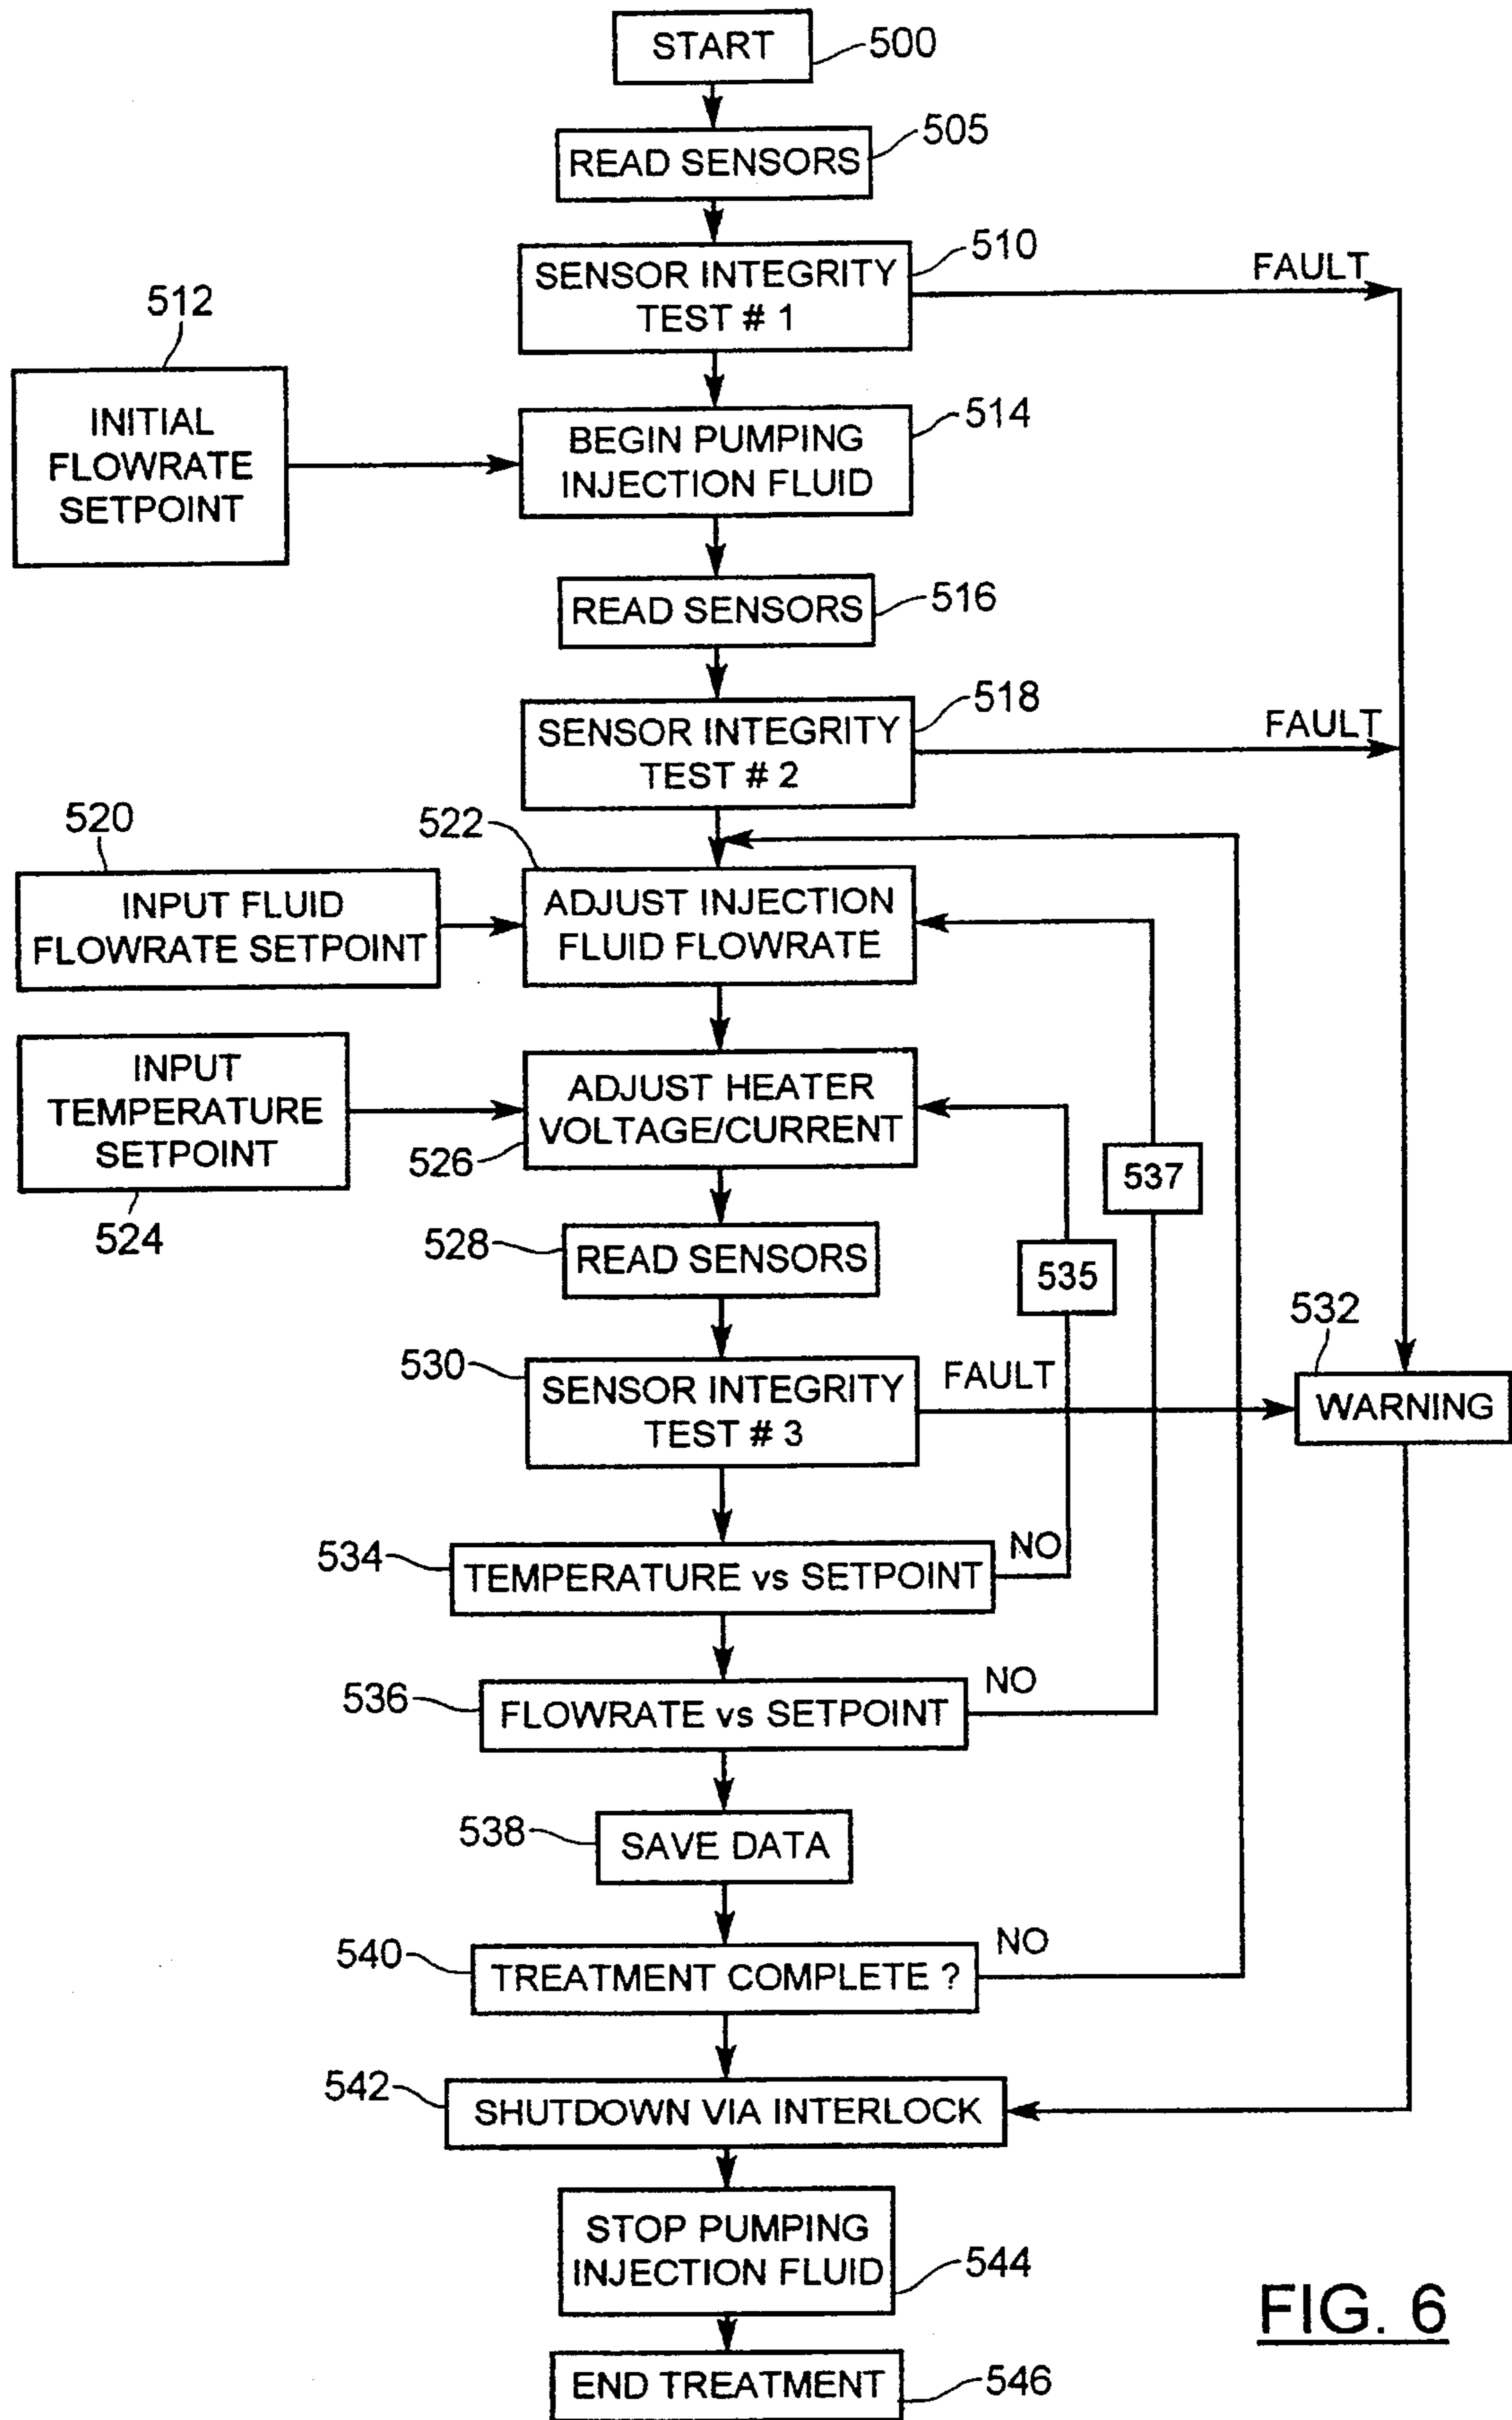 START
500
READ SENSORS
505
SENSOR INTEGRITY
TEST # 1
510
FAULT
512
INITIAL
FLOWRATE
SETPOINT
BEGIN PUMPING
INJECTION FLUID
514
READ SENSORS
516
SENSOR INTEGRITY
TEST # 2
518
FAULT
520
INPUT FLUID
FLOWRATE SETPOINT
522
ADJUST INJECTION
FLUID FLOWRATE
INPUT
TEMPERATURE
SETPOINT
524
ADJUST HEATER
VOLTAGE/CURRENT
526
537
528
READ SENSORS
535
532
WARNING
530
SENSOR INTEGRITY
TEST # 3
FAULT
534
TEMPERATURE vs SETPOINT
NO
536
FLOWRATE vs SETPOINT
NO
538
SAVE DATA
540
TREATMENT COMPLETE ?
NO
542
SHUTDOWN VIA INTERLOCK
STOP PUMPING
INJECTION FLUID
544
END TREATMENT
546
FIG. 6